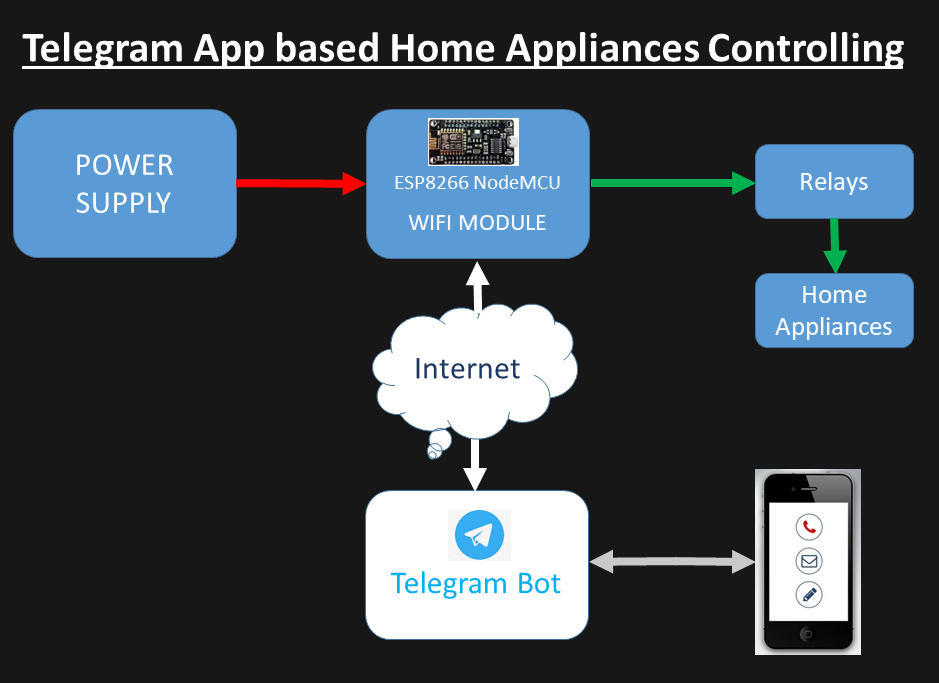 Telegram App based Home Appliances Controlling
POWER
SUPPLY
ESP8266 NodeMCU
WIFI MODULE
Relays
Home
Appliances
Internet
Telegram Bot